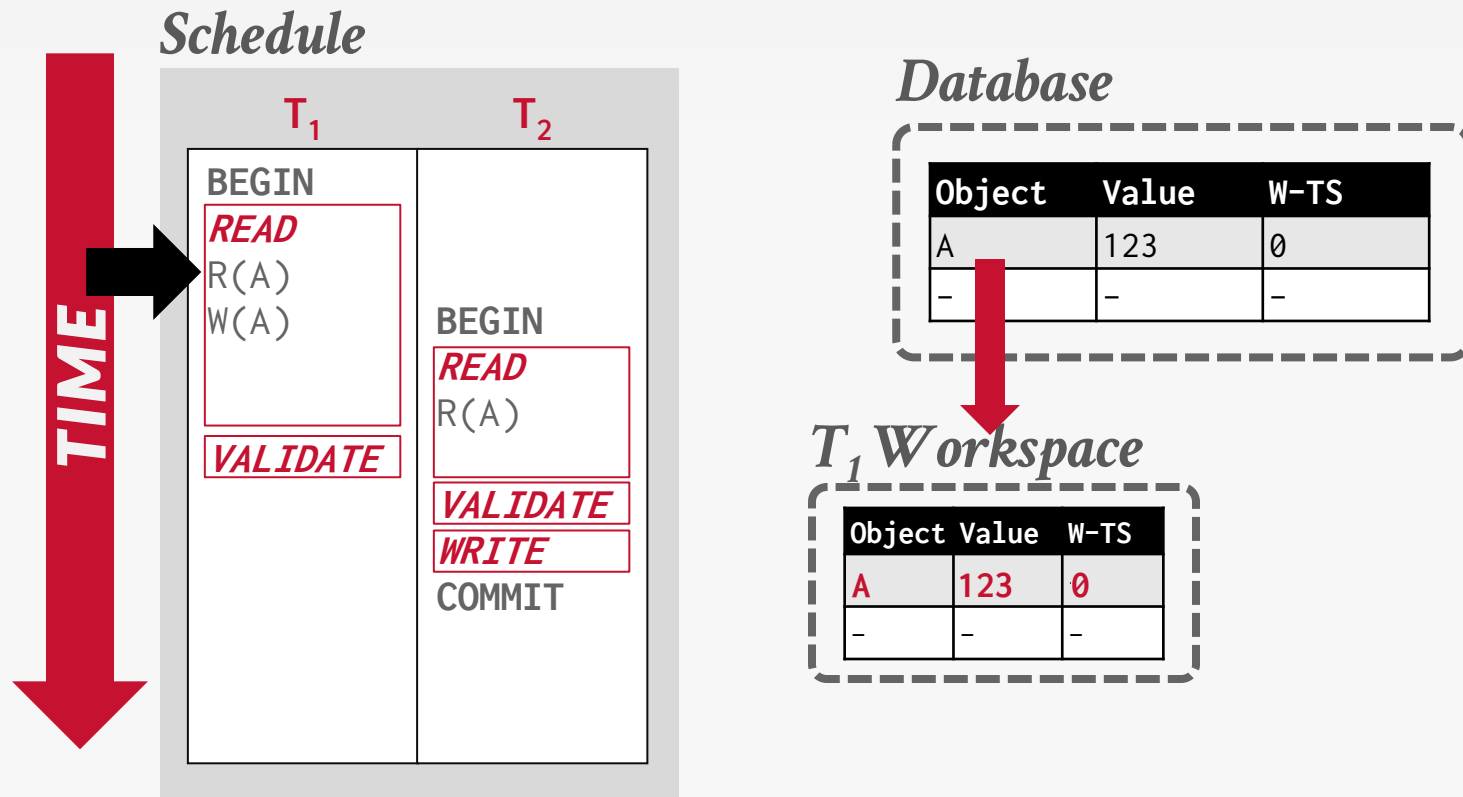 Schedule
TIME
T1 T2
BEGIN
READ
R(A)
W(A)
VALIDATE
BEGIN
READ
R(A)
VALIDATE
WRITE
COMMIT
Database
Object Value W-TS
A 123 0
- - -
T1 Workspace
Object Value W-TS
A 123 0
- - -